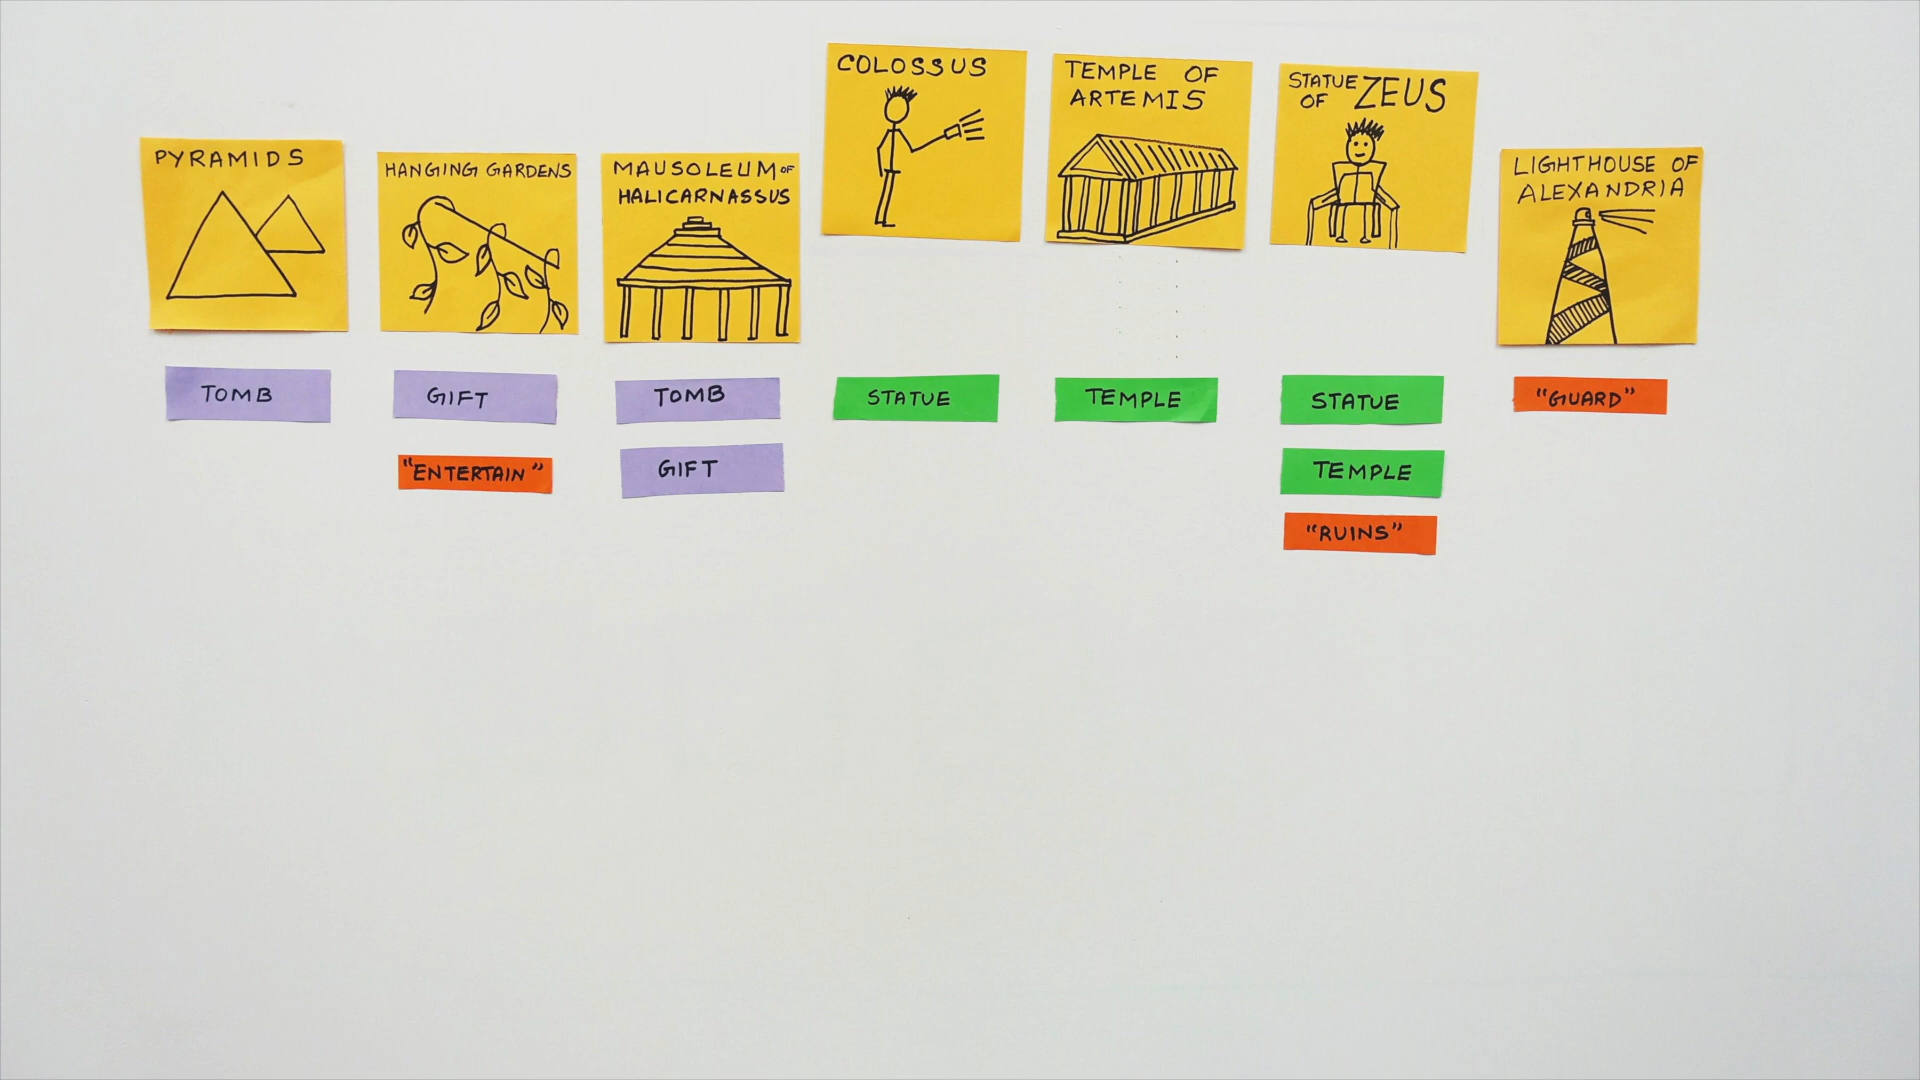 PYRAMIDS
HANGING GARDENS
MAUSOLEUM OF
HALICARNASSUS
COLOSSUS
TEMPLE OF
ARTEMIS
STATUE
OF ZEUS
LIGHTHOUSE OF
ALEXANDRIA
TOMB
GIFT
TOMB
STATUE
TEMPLE
STATUE
"GUARD"
"ENTERTAIN"
GIFT
TEMPLE
"RUINS"